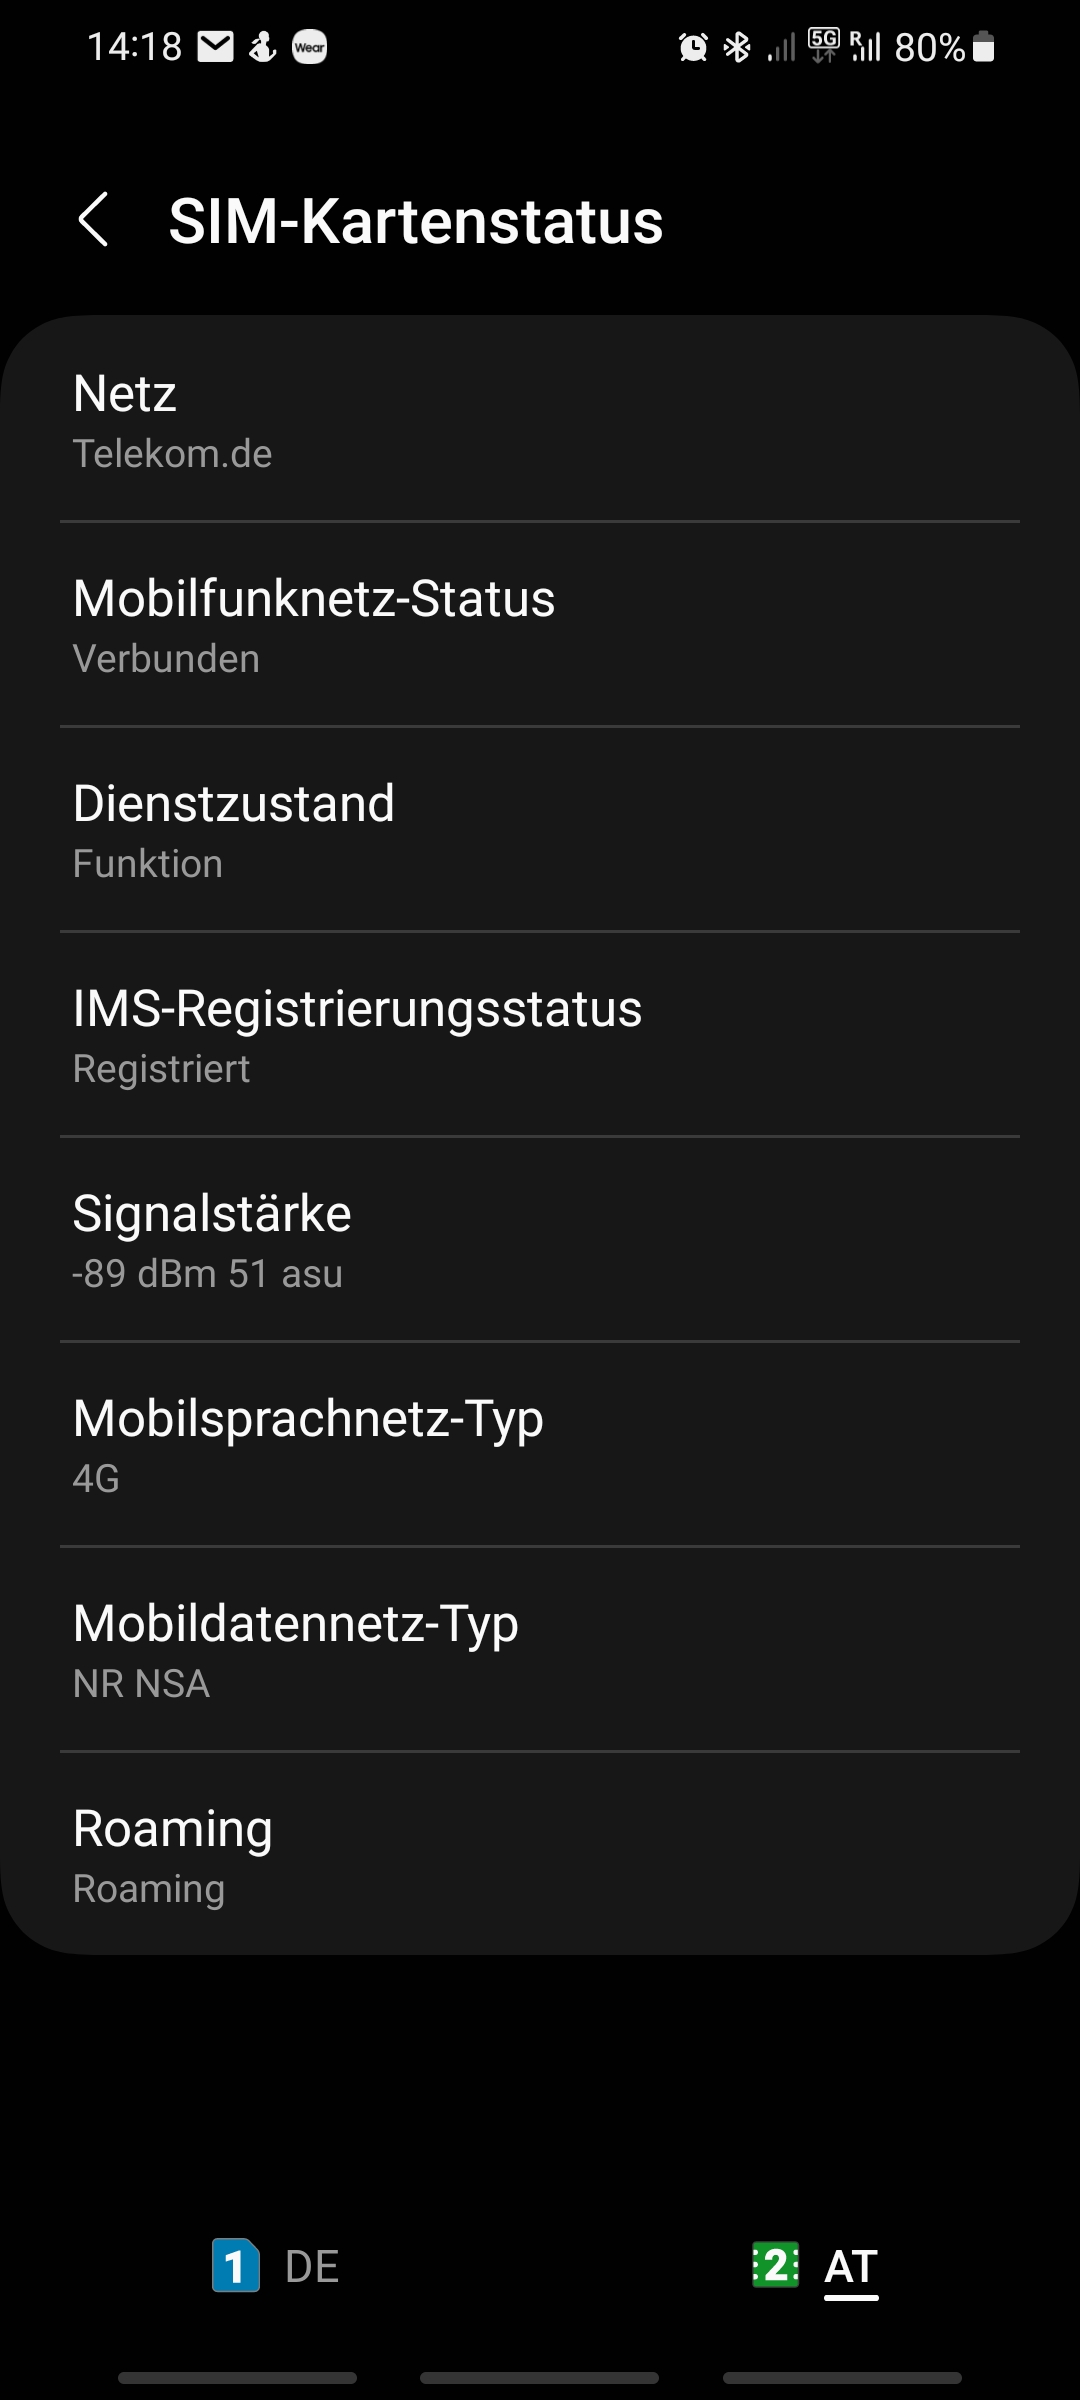 14:18 Wear 5G R 80%
SIM-Kartenstatus
Netz
Telekom.de
Mobilfunknetz-Status
Verbunden
Dienstzustand
Funktion
IMS-Registrierungsstatus
Registriert
Signalstärke
-89 dBm 51 asu
Mobilsprachnetz-Typ
4G
Mobildatennetz-Typ
NR NSA
Roaming
Roaming
1 DE 2 AT